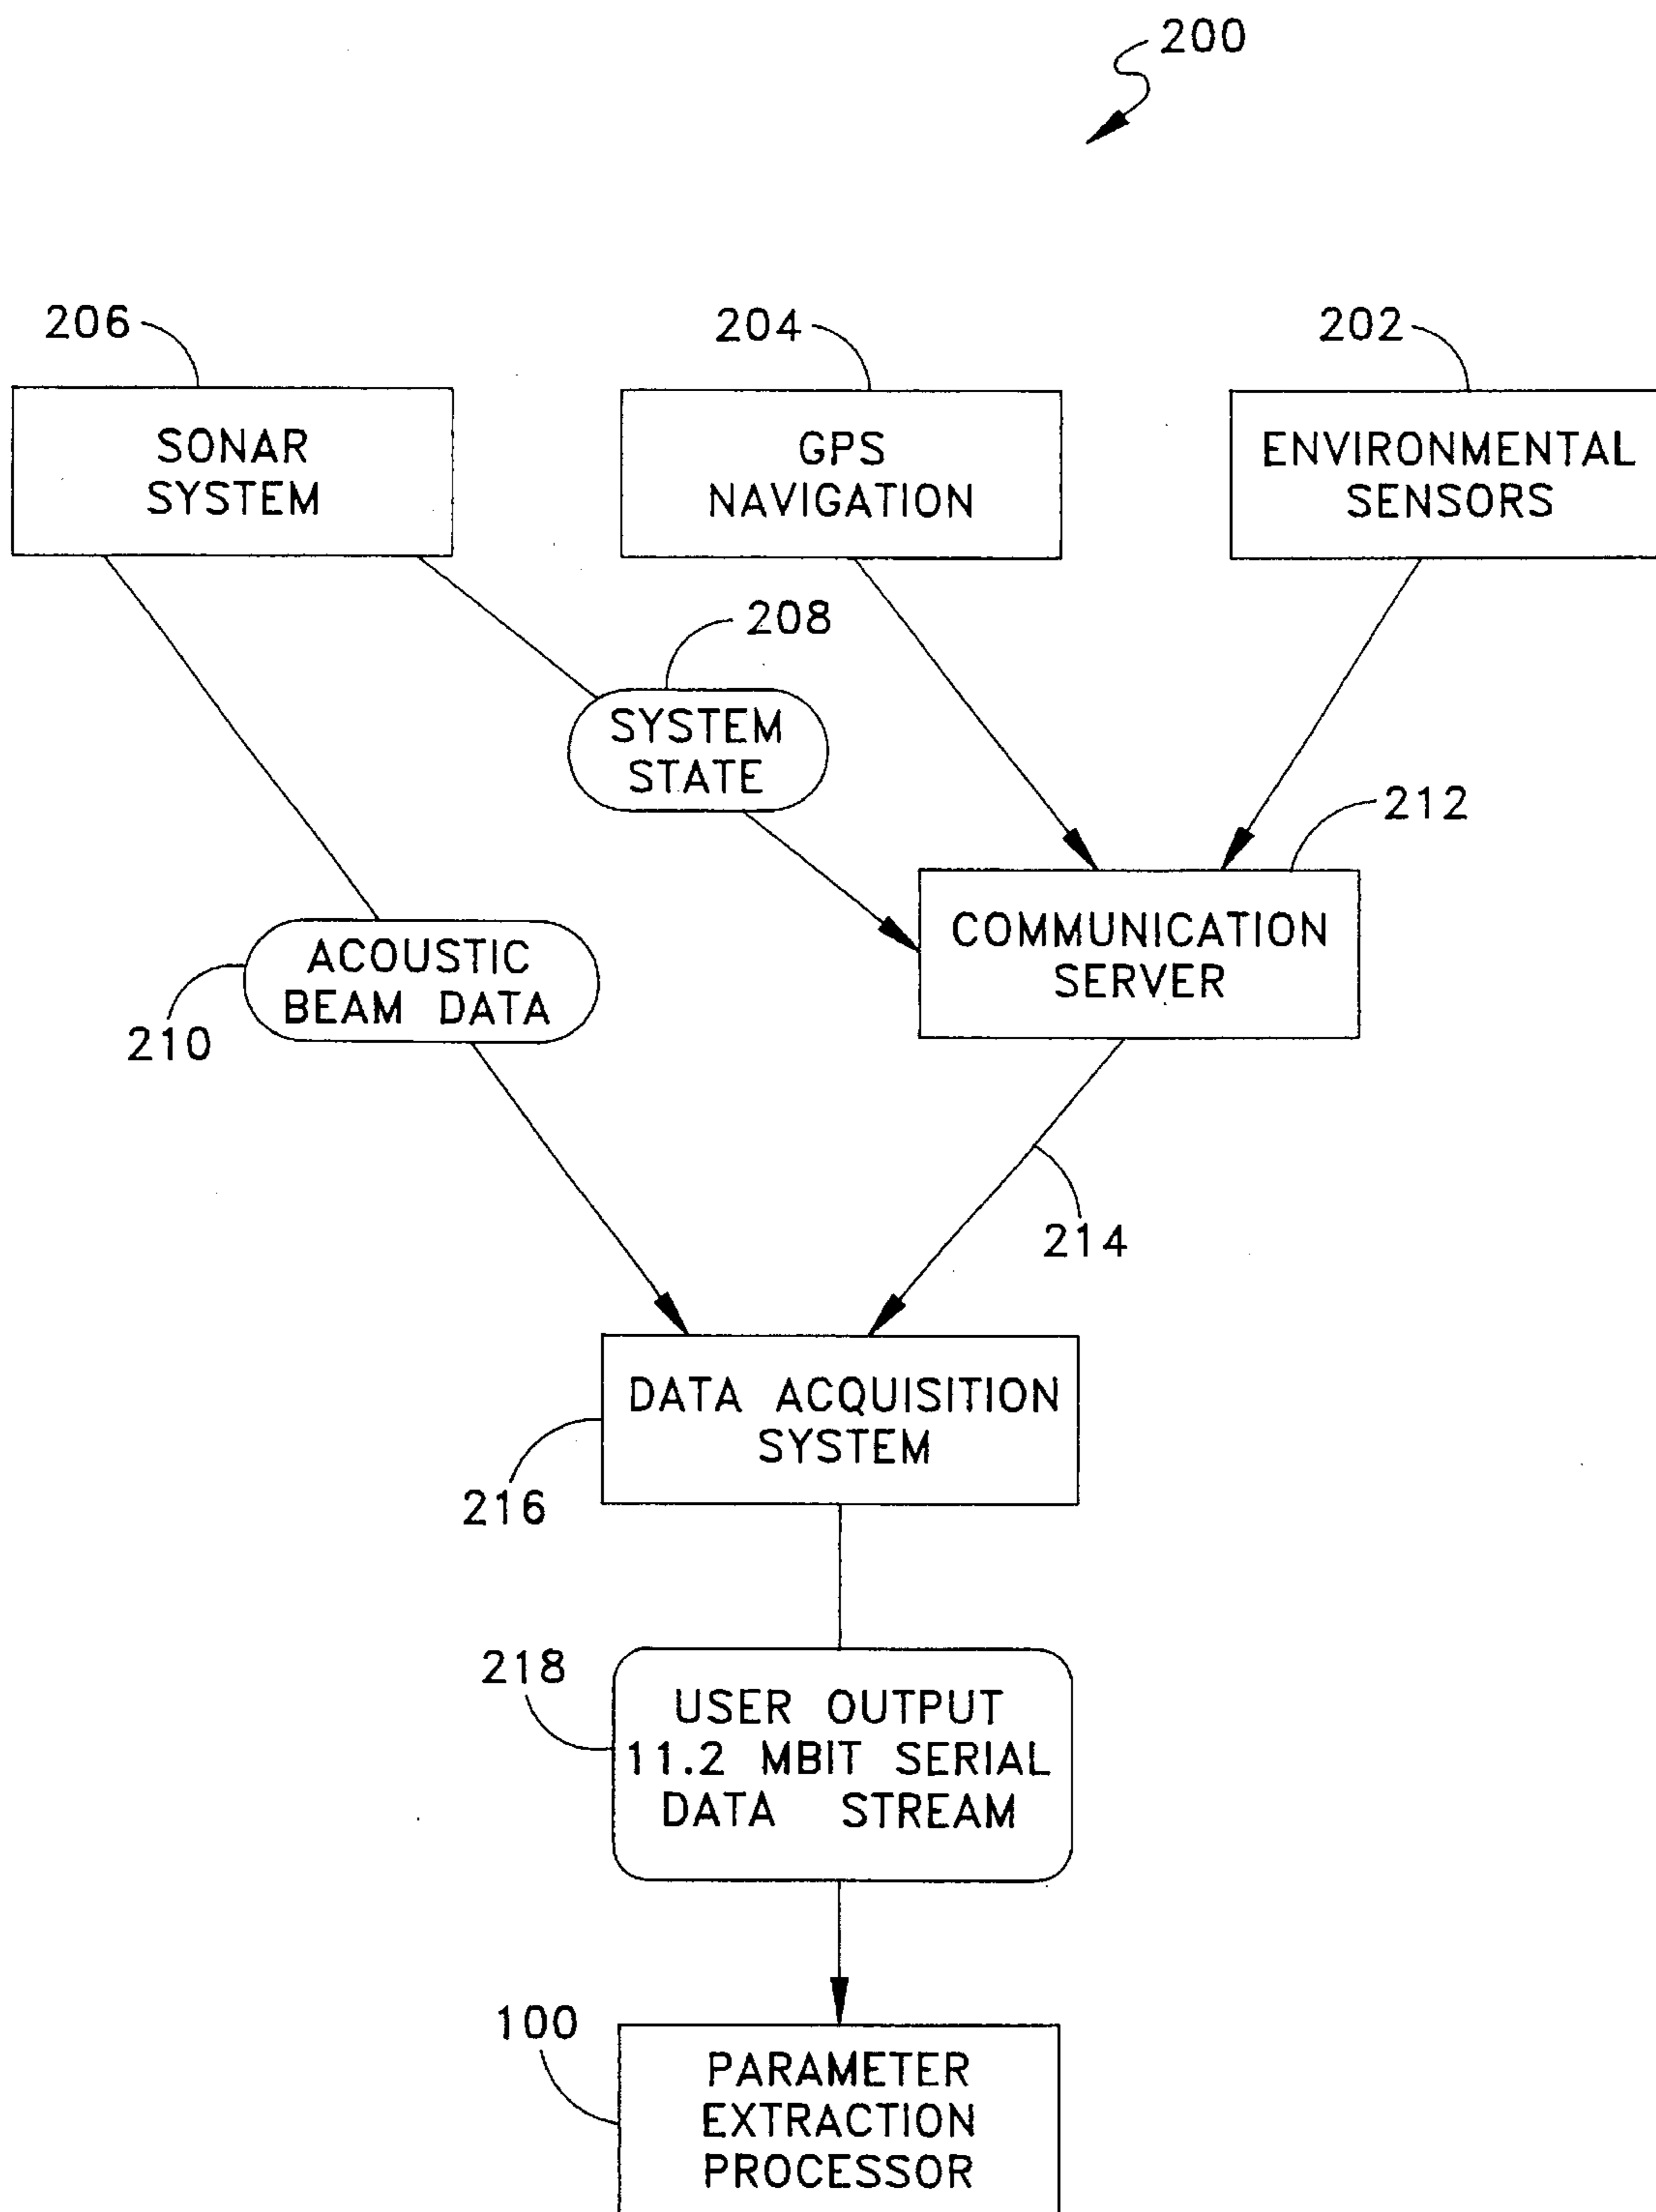 200
206
204
202
SONAR
SYSTEM
GPS
NAVIGATION
ENVIRONMENTAL
SENSORS
208
SYSTEM
STATE
212
COMMUNICATION
SERVER
ACOUSTIC
BEAM DATA
210
214
DATA ACQUISITION
SYSTEM
216
218
USER OUTPUT
11.2 MBIT SERIAL
DATA STREAM
100
PARAMETER
EXTRACTION
PROCESSOR